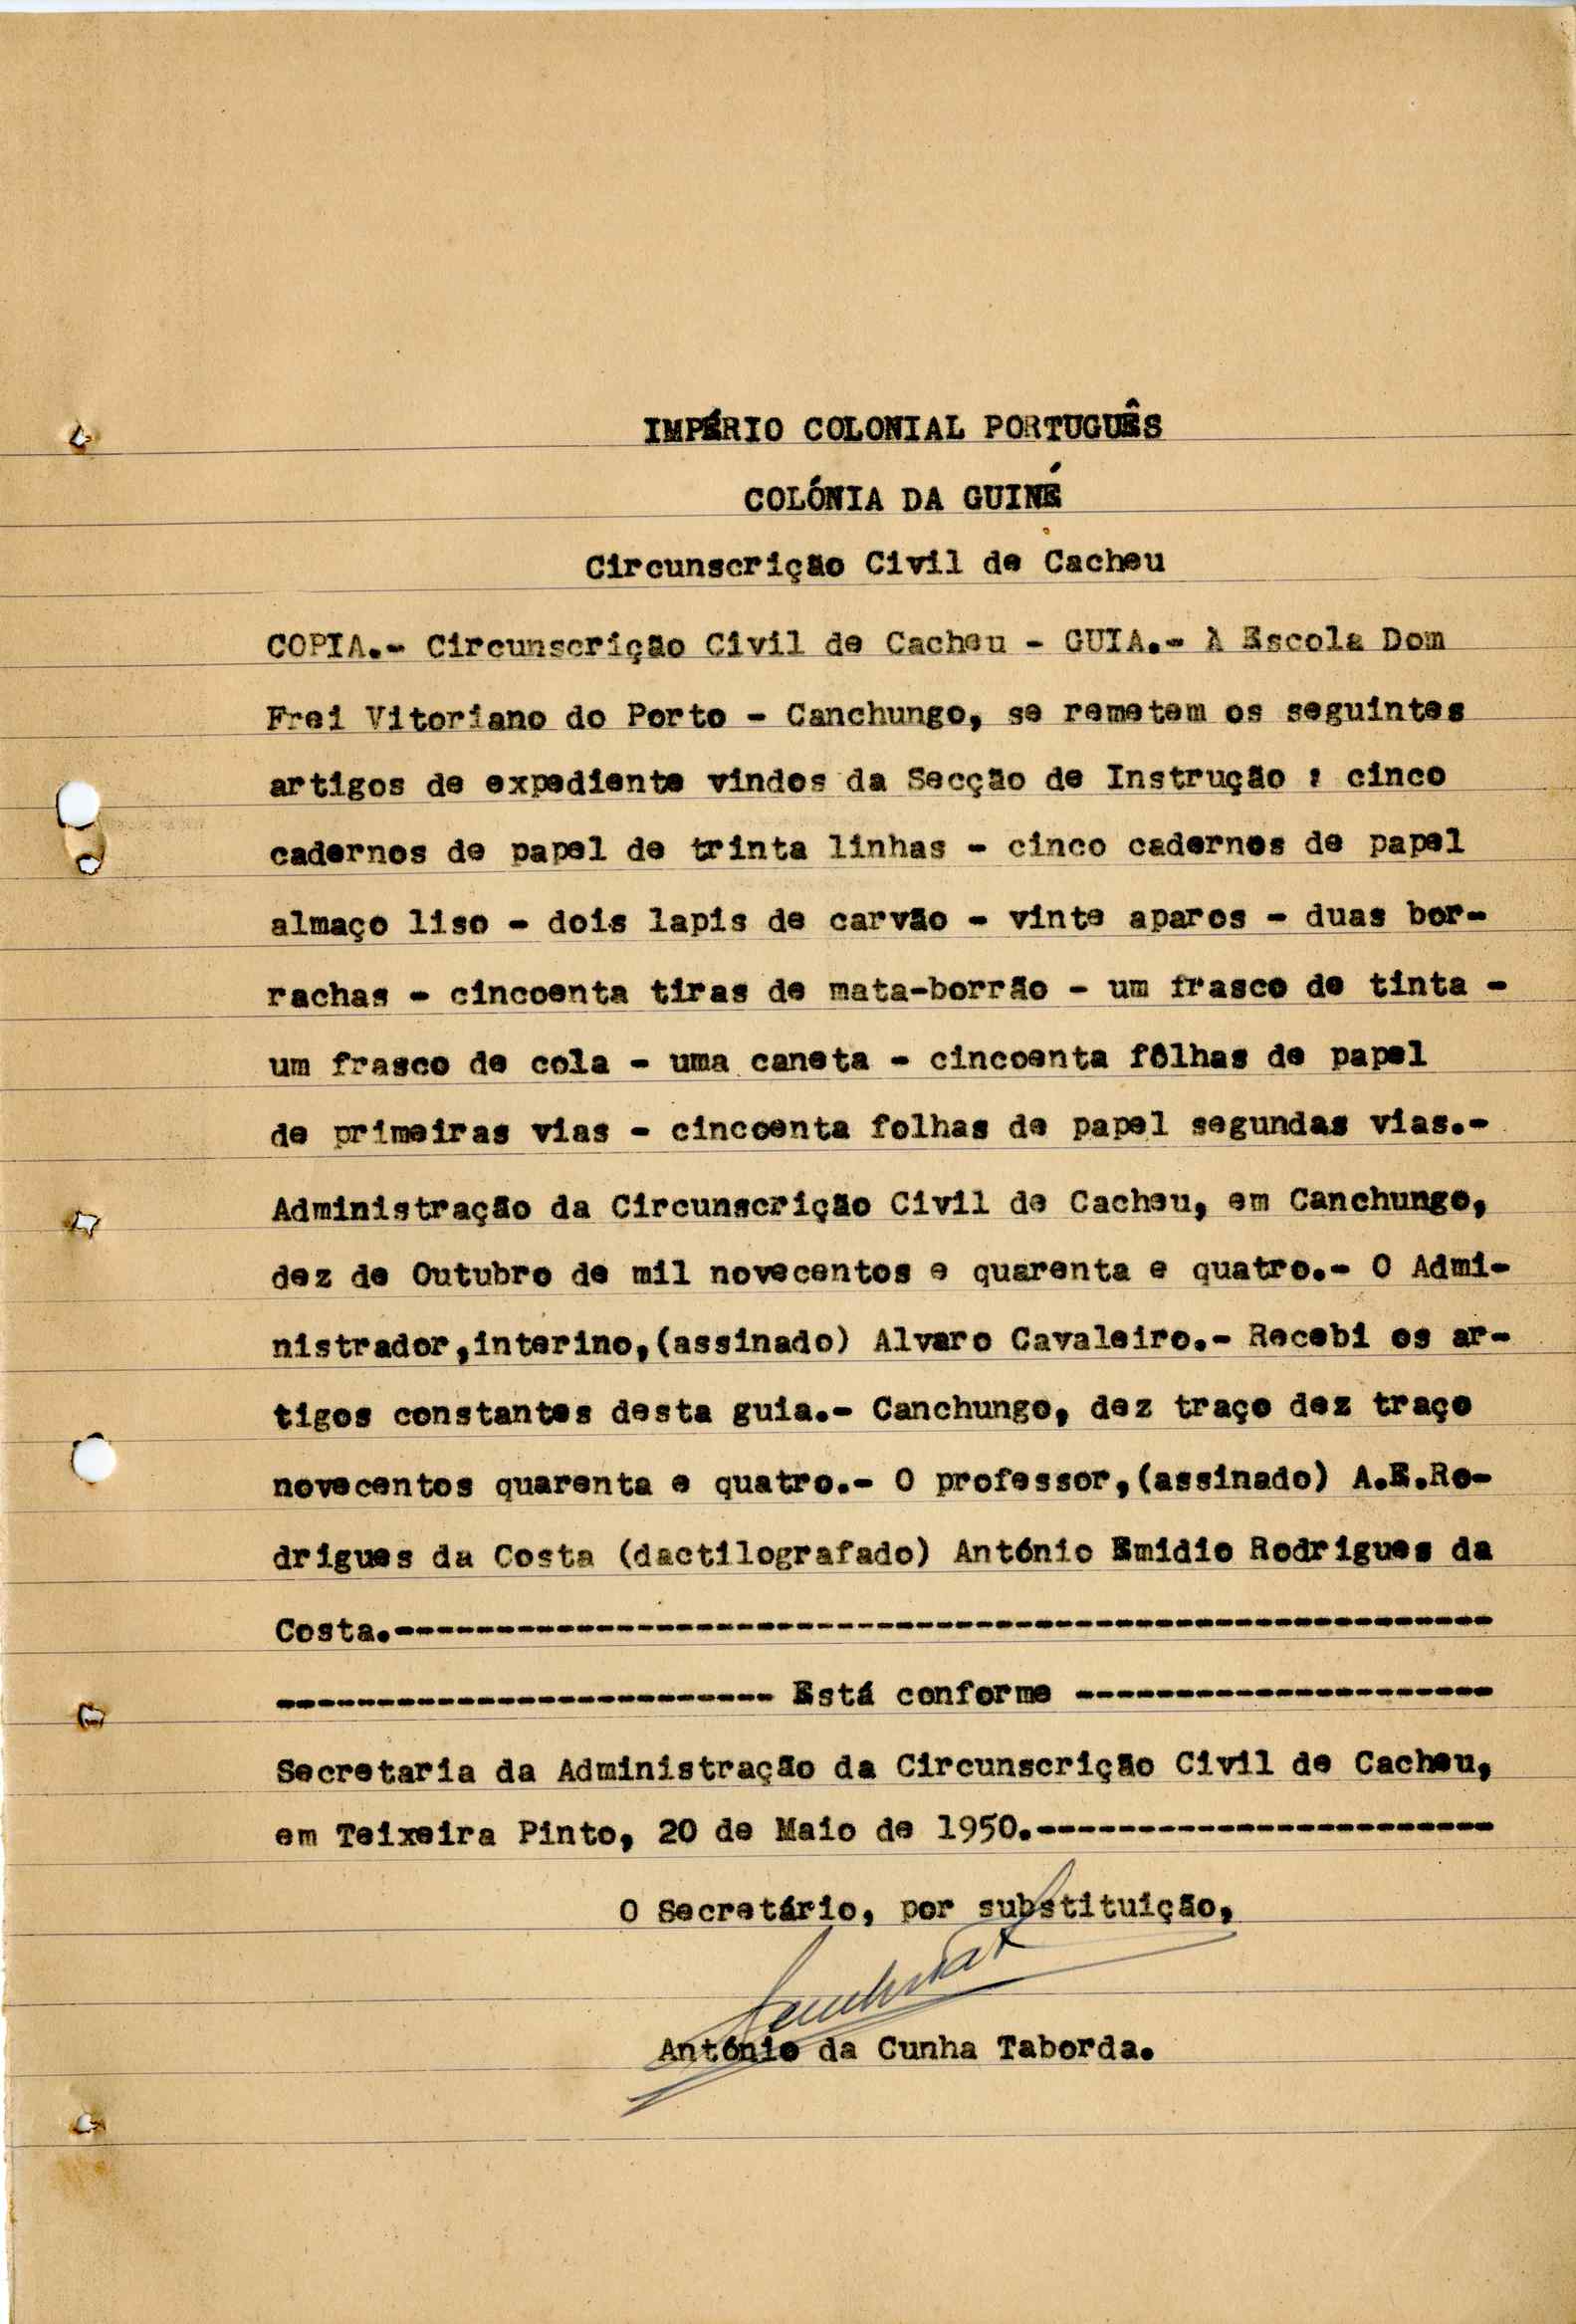 IMPÉRIO COLONIAL PORTUGUÊS
COLÓNIA DA GUINÉ
Circunscrição Civil de Cacheu
COPIA.- Circunscrição Civil de Cacheu - GUIA.- À Escola Dom
Frei Vitoriano do Porto - Canchungo, se remetem os seguintes
artigos de expediente vindos da Secção de Instrução : cinco
cadernos de papel de trinta linhas - cinco cadernos de papel
almaço liso - dois lapis de carvão - vinte aparos - duas bor-
rachas - cincoenta tiras de mata-borrão - um frasco de tinta -
um frasco de cola - uma caneta - cincoenta fôlhas de papel
de primeiras vias - cincoenta folhas de papel segundas vias.-
Administração da Circunscrição Civil de Cacheu, em Canchungo,
dez de Outubro de mil novecentos e quarenta e quatro.- O Admi-
nistrador,interino,(assinado) Alvaro Cavaleiro.- Recebi os ar-
tigos constantes desta guia.- Canchungo, dez traço dez traço
novecentos quarenta e quatro.- O professor,(assinado) A.E.Ro-
drigues da Costa (dactilografado) António Emidio Rodrigues da
Costa.-------------------------------------------------------
------------------------- Está conforme ---------------------
Secretaria da Administração da Circunscrição Civil de Cacheu,
em Teixeira Pinto, 20 de Maio de 1950.-----------------------
O Secretário, por substituição,
António da Cunha Taborda.